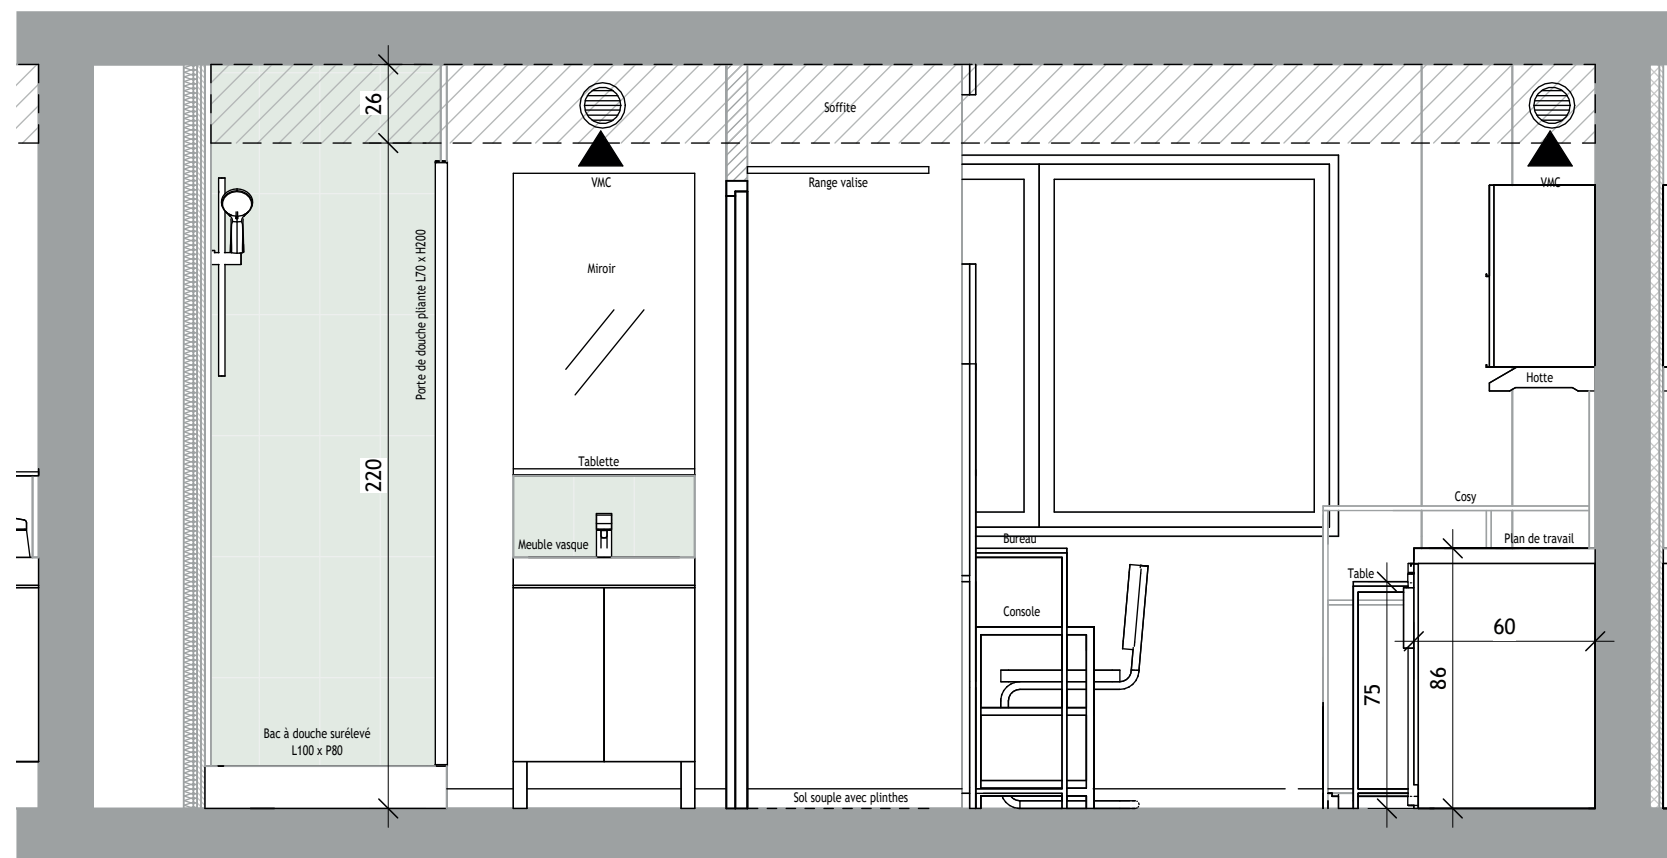 26
Soffite
VMC
Range valise
VMC
Porte de douche pliante L70 x H200
Miroir
Hotte
Tablette
220
Cosy
Meuble vasque
Bureau
Plan de travail
Table
Console
60
75
86
Bac à douche surélevé
L100 x P80
Sol souple avec plinthes